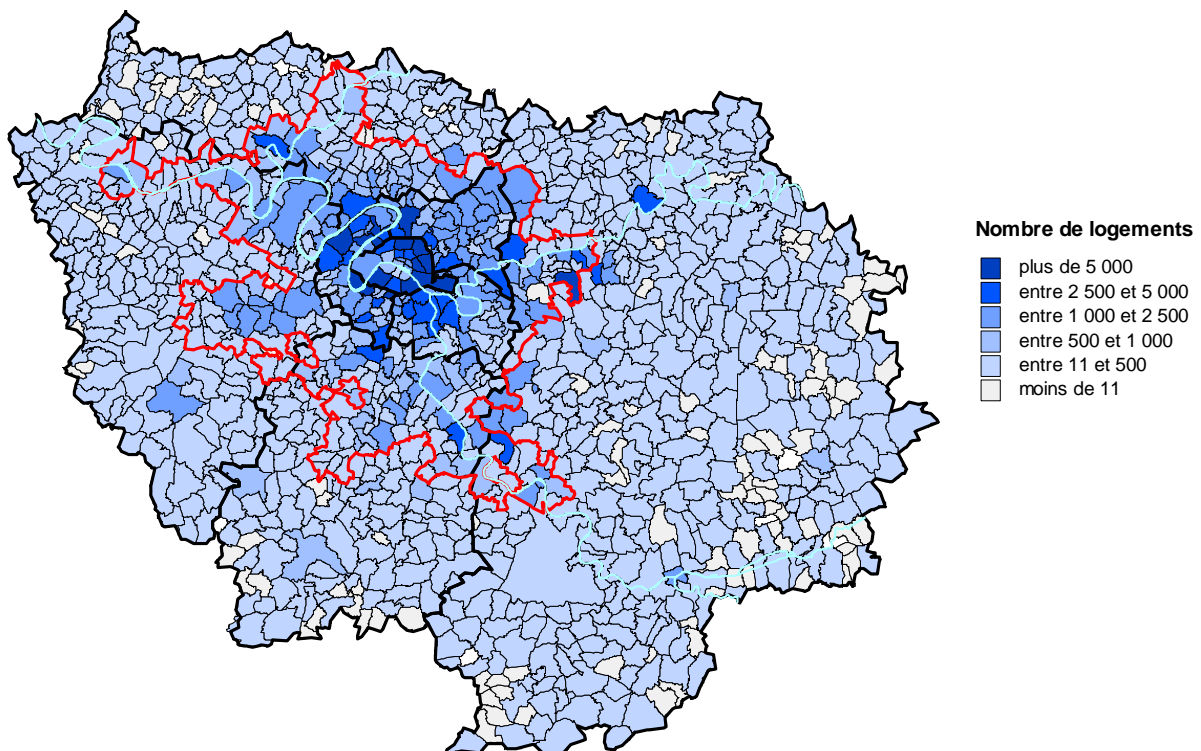 Nombre de logements
plus de 5 000
entre 2 500 et 5 000
entre 1 000 et 2 500
entre 500 et 1 000
entre 11 et 500
moins de 11